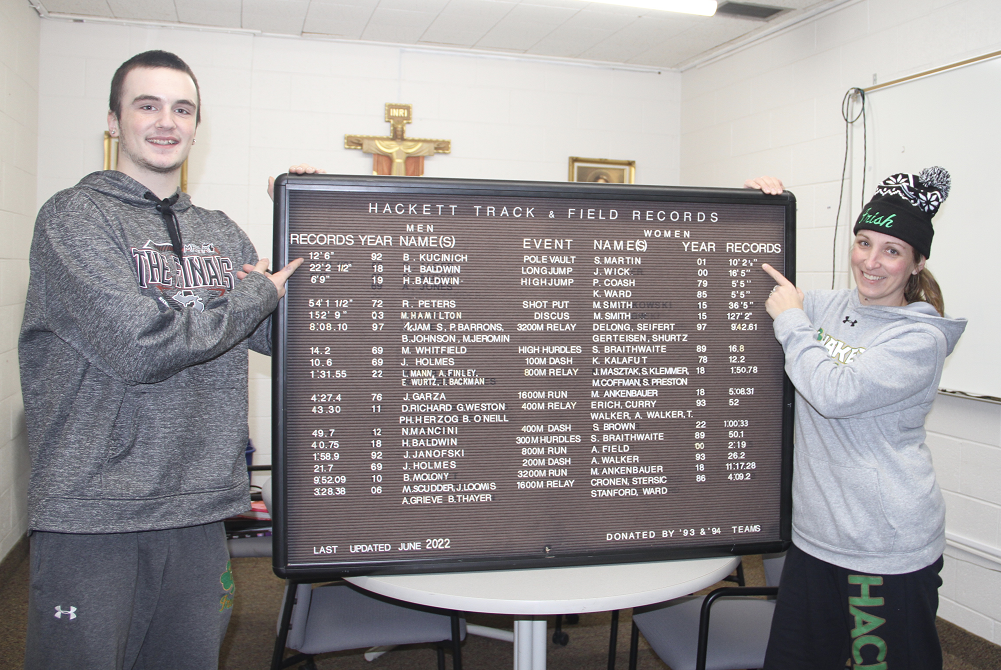 INRI
HACKETT TRACK & FIELD RECORDS
MEN WOMEN
RECORDS YEAR NAME(S) EVENT NAME(S) YEAR RECORDS
12'6" 92 B. KUCINICH POLE VAULT S. MARTIN 01 10' 2¼"
22' 2 1/2" 18 H. BALDWIN LONG JUMP J. WICK 00 16'5"
6'9" 19 H. BALDWIN HIGH JUMP P. COASH 79 5'5"
K. WARD 85 5'5"
54' 1 1/2" 72 R. PETERS SHOT PUT M. SMITH 15 36'5"
152' 9" 03 M. HAMILTON DISCUS M. SMITH 15 127'2"
8:08.10 97 JAM S., P. BARRONS, 3200M RELAY DELONG, SEIFERT 97 9:42.61
B. JOHNSON, M. JEROMIN GERTEISEN, SHURTZ
14.2 69 M. WHITFIELD HIGH HURDLES S. BRAITHWAITE 89 16.8
10.6 69 J. HOLMES 100M DASH K. KALAFUT 78 12.2
1:31.55 22 L. MANN, A. FINLEY, 800M RELAY J. MASZTAK, S. KLEMMER, 18 1:50.78
E. WURTZ, I. BACKMAN M. COFFMAN, S. PRESTON
4:27.4 76 J. GARZA 1600M RUN M. ANKENBAUER 18 5:08.31
43.30 11 D. RICHARD G. WESTON 400M RELAY ERICH, CURRY 93 52
PH. HERZOG B. O NEILL WALKER, A. WALKER, T.
49.7 12 N. MANCINI 400M DASH S. BROWN 22 1:00.33
40.75 18 H. BALDWIN 300M HURDLES S. BRAITHWAITE 89 50.1
1:58.9 92 J. JANOFSKI 800M RUN A. FIELD 00 2:19
21.7 69 J. HOLMES 200M DASH A. WALKER 93 26.2
9:52.09 10 B. MOLONY 3200M RUN M. ANKENBAUER 18 11:17.28
3:28.38 06 M. SCUDDER, J. LOOMIS 1600M RELAY CRONEN, STERSIC 86 4:09.2
A. GRIEVE B. THAYER STANFORD, WARD
LAST UPDATED JUNE 2022 DONATED BY '93 & '94 TEAMS
THE FINALS
Irish
HAC